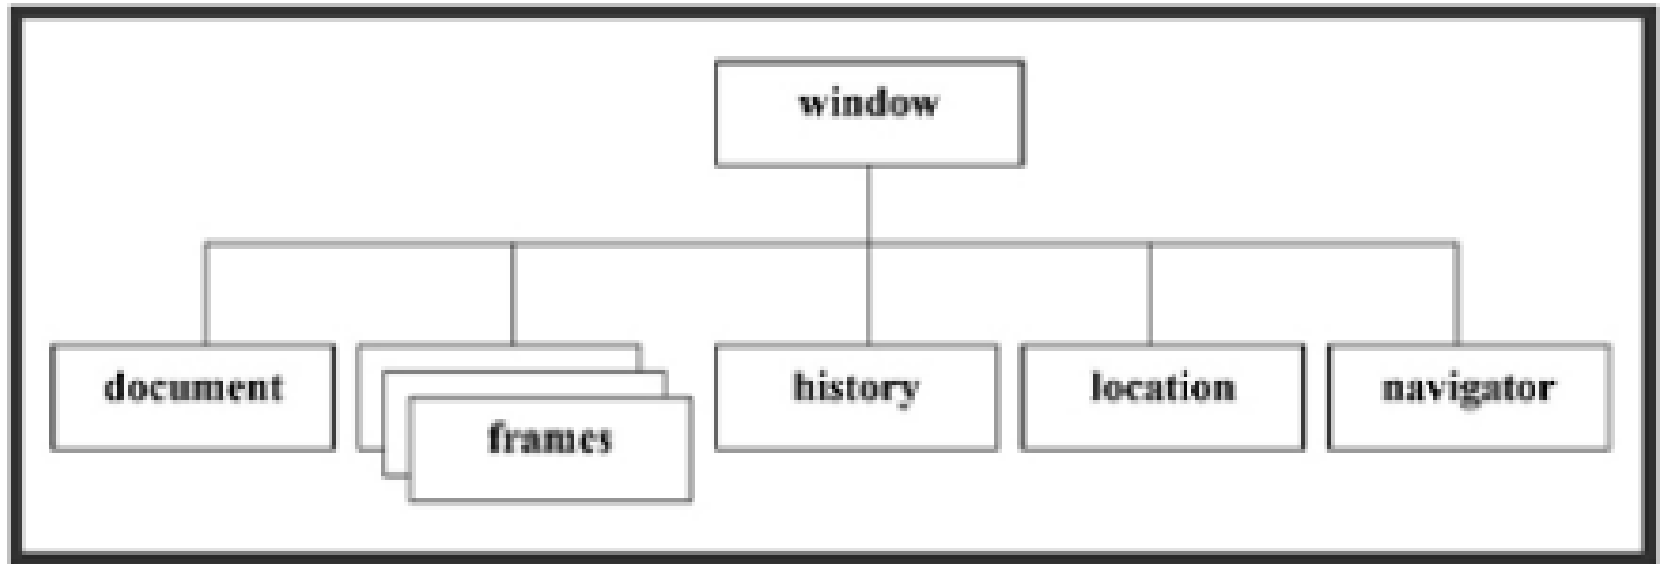 window
document
frames
history
location
navigator